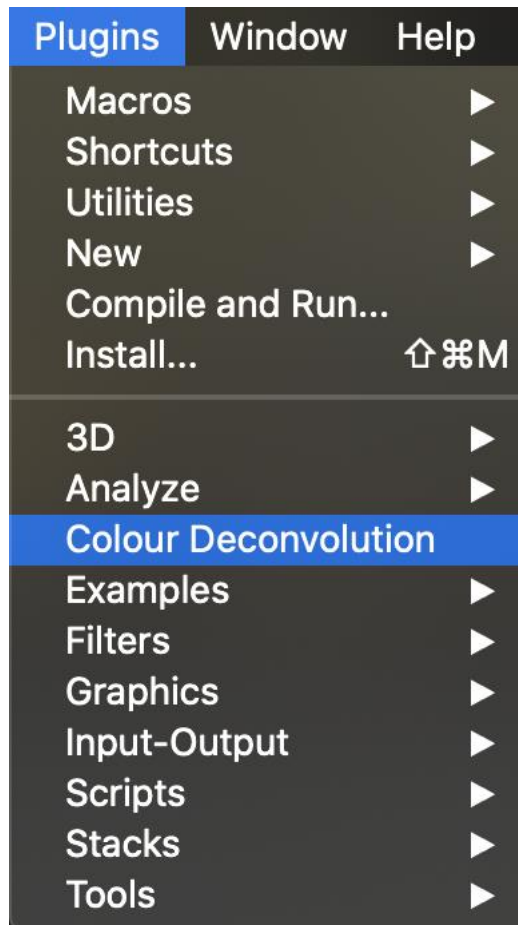 Plugins Window Help
Macros
Shortcuts
Utilities
New
Compile and Run...
Install... ⇧⌘M
3D
Analyze
Colour Deconvolution
Examples
Filters
Graphics
Input-Output
Scripts
Stacks
Tools